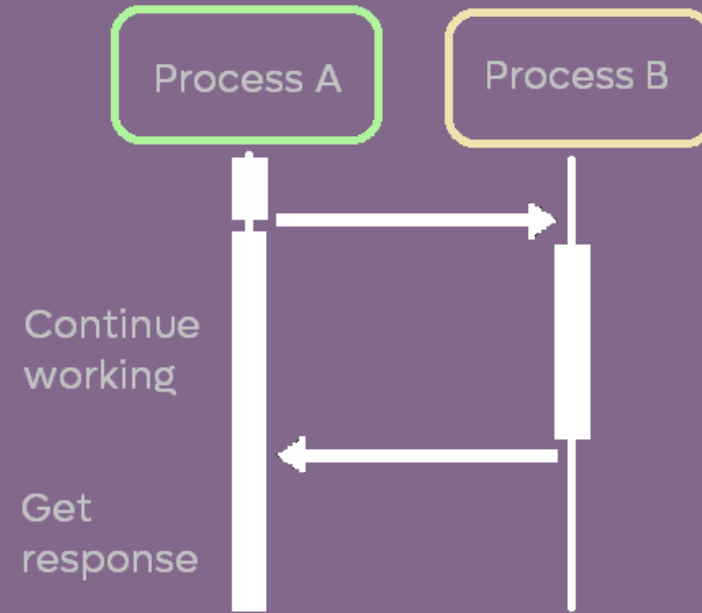 Process A
Process B
Continue
working
Get
response